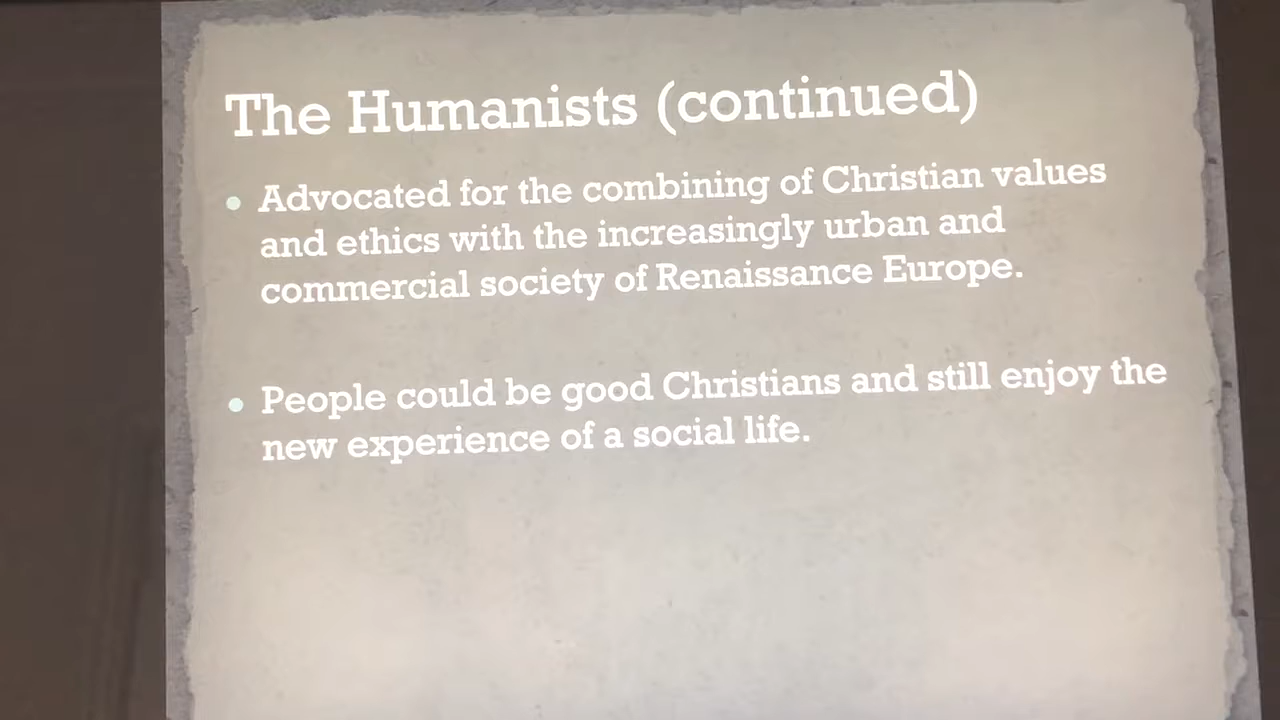 The Humanists (continued)
• Advocated for the combining of Christian values
and ethics with the increasingly urban and
commercial society of Renaissance Europe.
• People could be good Christians and still enjoy the
new experience of a social life.